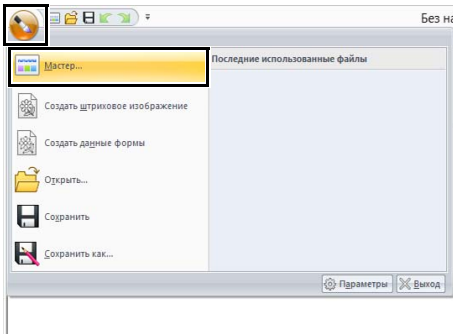 Без на
Мастер...
Последние использованные файлы
Создать штриховое изображение
Создать данные формы
Открыть...
Сохранить
Сохранить как...
Параметры
Выход